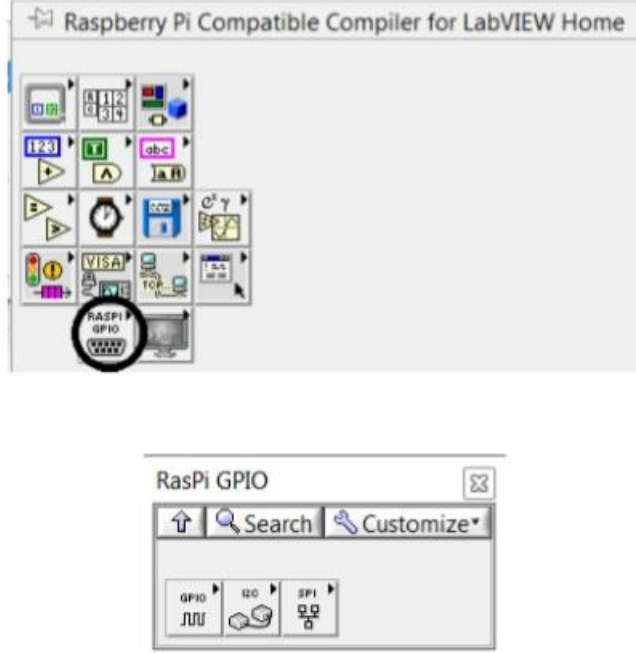 Raspberry Pi Compatible Compiler for LabVIEW Home
123
abc
VISA
TCP
RASPI
GPIO
RasPi GPIO
Search Customize
GPIO I2C SPI